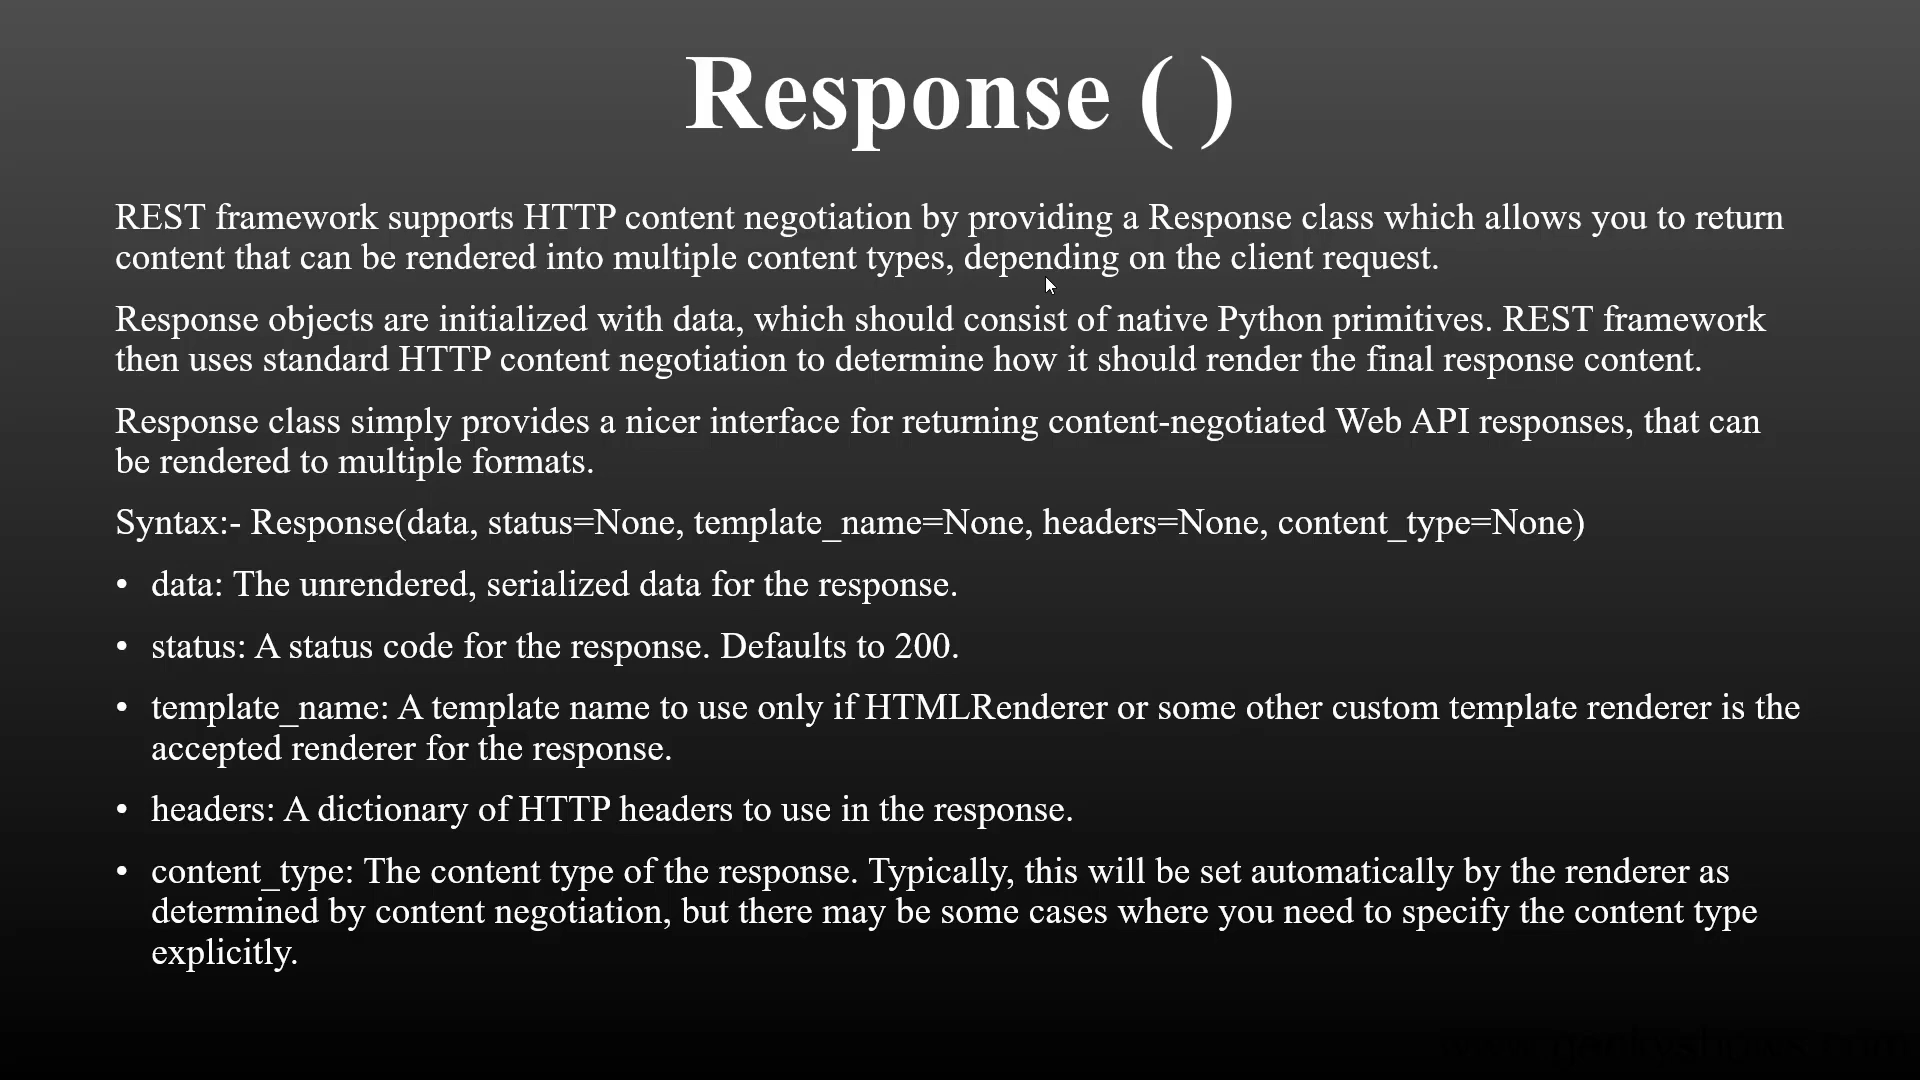 Response ( )
REST framework supports HTTP content negotiation by providing a Response class which allows you to return
content that can be rendered into multiple content types, depending on the client request.
Response objects are initialized with data, which should consist of native Python primitives. REST framework
then uses standard HTTP content negotiation to determine how it should render the final response content.
Response class simply provides a nicer interface for returning content-negotiated Web API responses, that can
be rendered to multiple formats.
Syntax:- Response(data, status=None, template_name=None, headers=None, content_type=None)
• data: The unrendered, serialized data for the response.
• status: A status code for the response. Defaults to 200.
• template_name: A template name to use only if HTMLRenderer or some other custom template renderer is the
accepted renderer for the response.
• headers: A dictionary of HTTP headers to use in the response.
• content_type: The content type of the response. Typically, this will be set automatically by the renderer as
determined by content negotiation, but there may be some cases where you need to specify the content type
explicitly.